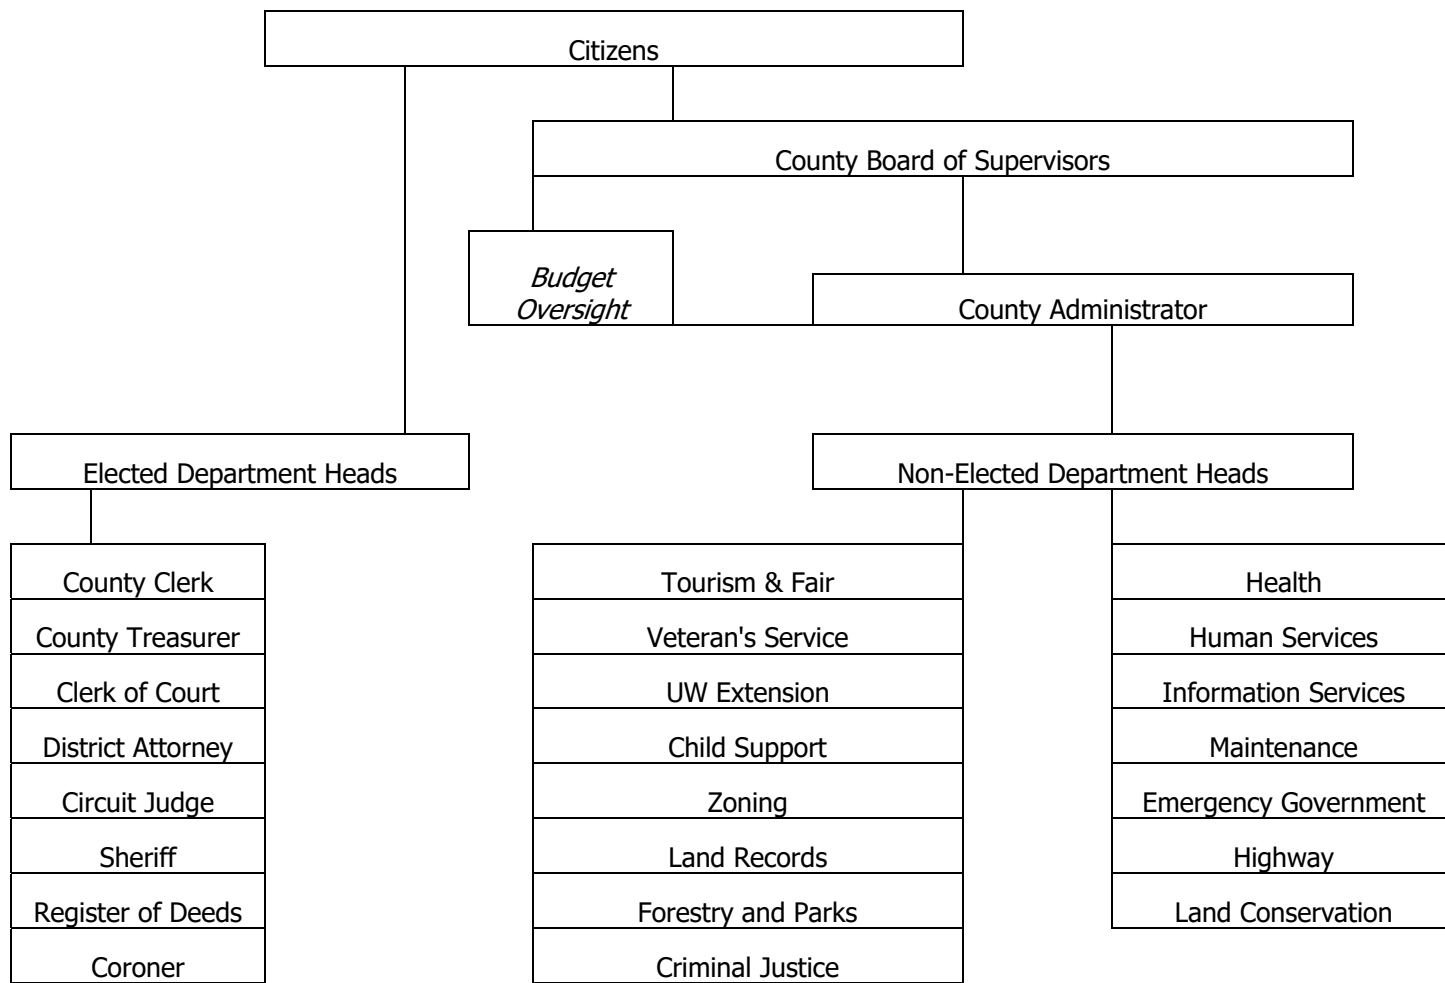 Citizens
County Board of Supervisors
Budget
Oversight
County Administrator
Elected Department Heads
Non-Elected Department Heads
County Clerk
County Treasurer
Clerk of Court
District Attorney
Circuit Judge
Sheriff
Register of Deeds
Coroner
Tourism & Fair
Veteran's Service
UW Extension
Child Support
Zoning
Land Records
Forestry and Parks
Criminal Justice
Health
Human Services
Information Services
Maintenance
Emergency Government
Highway
Land Conservation